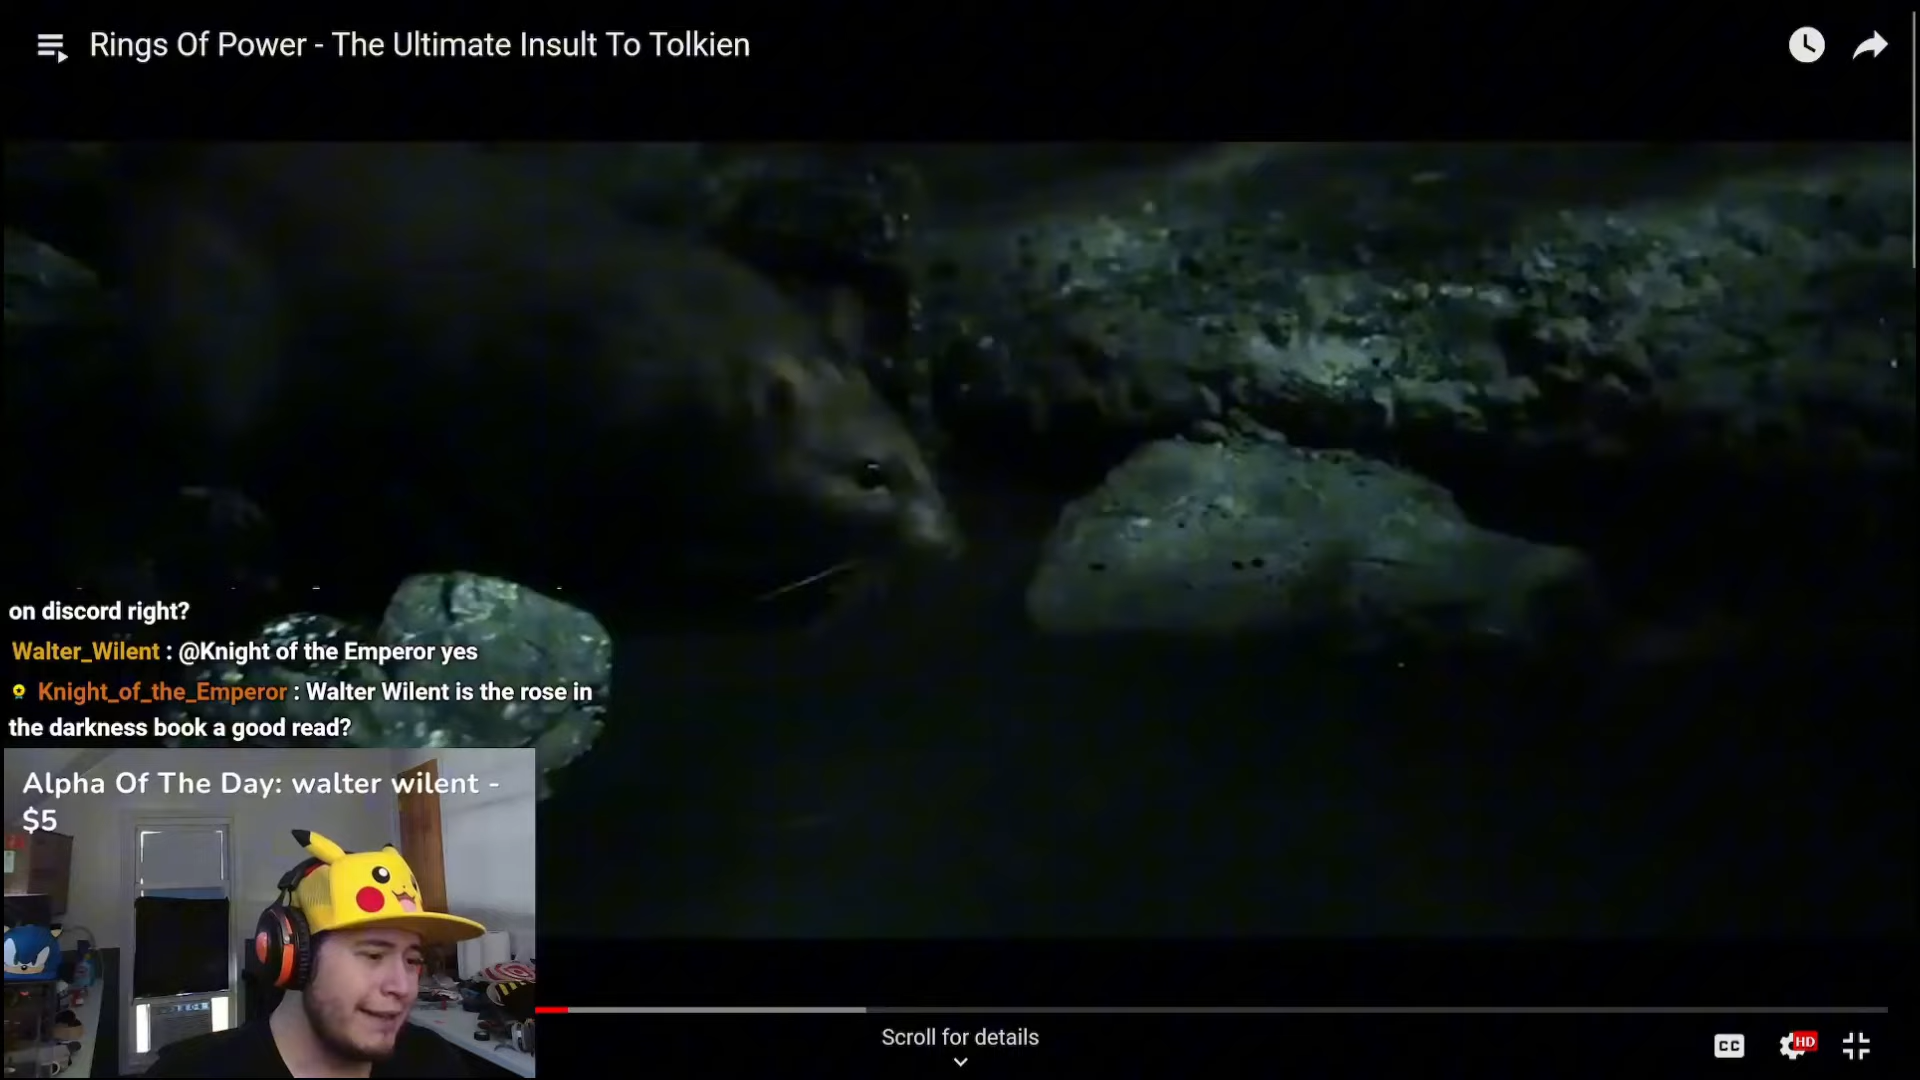 Rings Of Power - The Ultimate Insult To Tolkien
on discord right?
Walter_Wilent : @Knight of the Emperor yes
Knight_of_the_Emperor : Walter Wilent is the rose in
the darkness book a good read?
Alpha Of The Day: walter wilent -
$5
Scroll for details
CC
HD